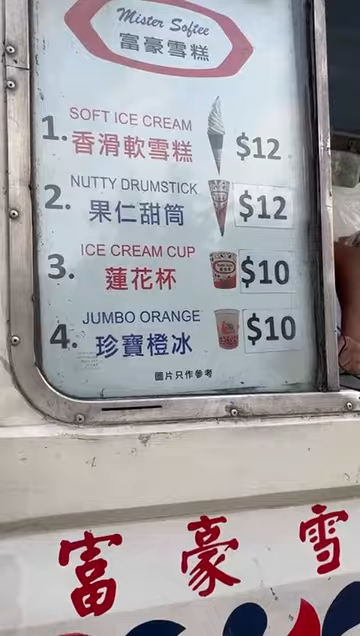 Mister Softee
富豪雪糕
SOFT ICE CREAM
1. 香滑軟雪糕 $12
NUTTY DRUMSTICK
2. 果仁甜筒 $12
ICE CREAM CUP
3. 蓮花杯 $10
JUMBO ORANGE
4. 珍寶橙冰 $10
圖片只作參考
富豪雪